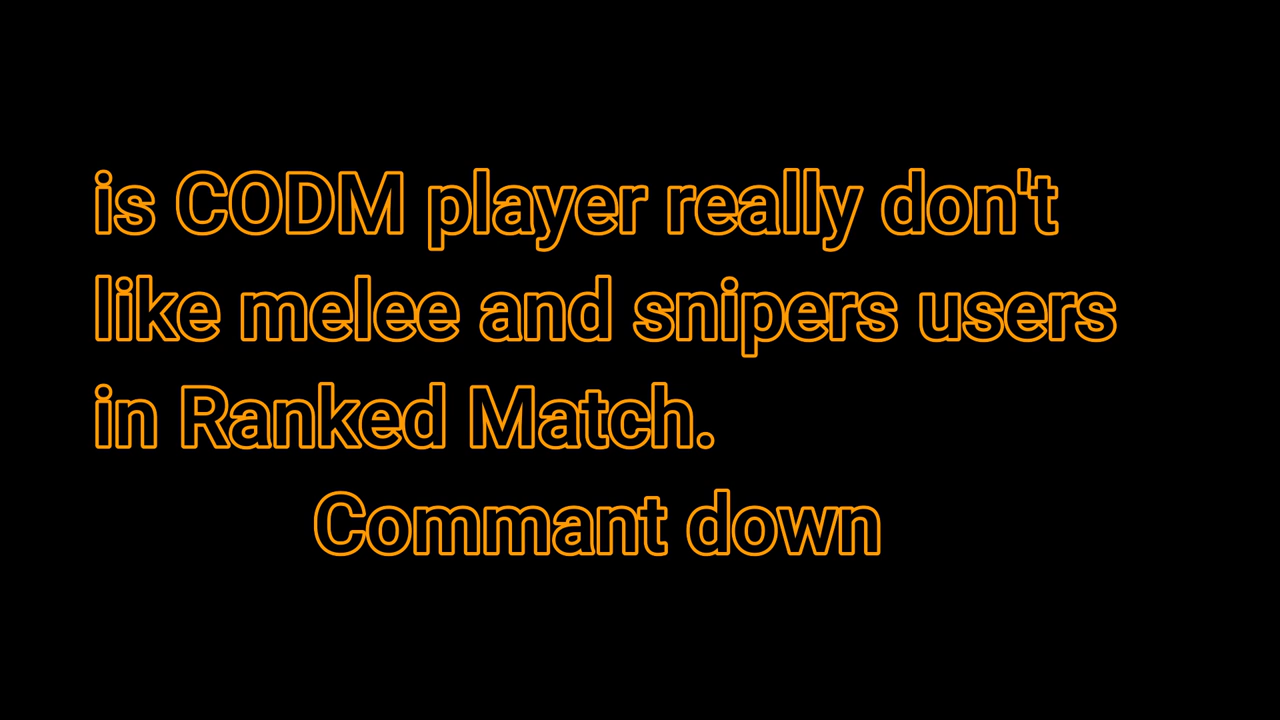 is CODM player really don't
like melee and snipers users
in Ranked Match.
Commant down